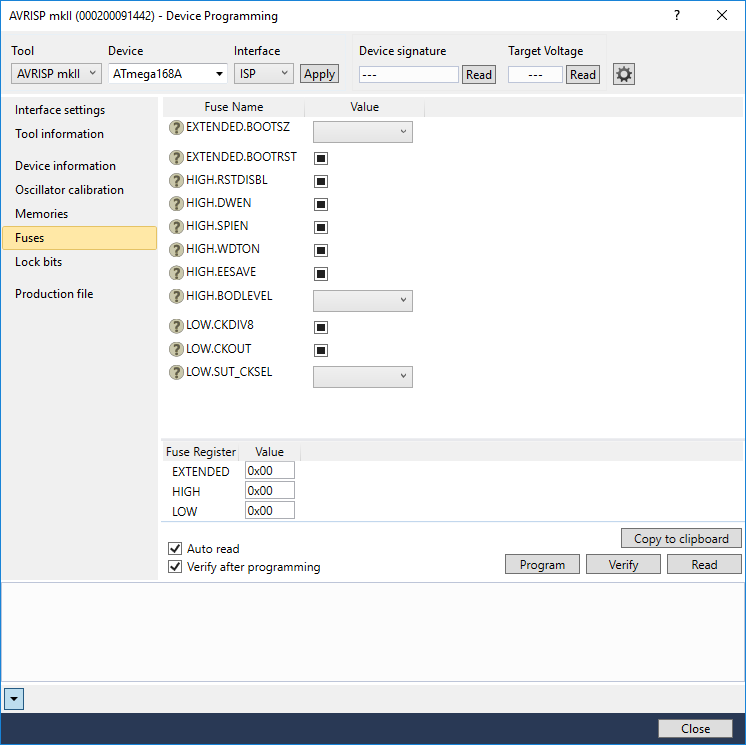 AVRISP mkII (000200091442) - Device Programming
?
Tool Device Interface Device signature Target Voltage
AVRISP mkII ATmega168A ISP Apply --- Read --- Read
Interface settings
Tool information
Device information
Oscillator calibration
Memories
Fuses
Lock bits
Production file
Fuse Name Value
? EXTENDED.BOOTSZ
? EXTENDED.BOOTRST
? HIGH.RSTDISBL
? HIGH.DWEN
? HIGH.SPIEN
? HIGH.WDTON
? HIGH.EESAVE
? HIGH.BODLEVEL
? LOW.CKDIV8
? LOW.CKOUT
? LOW.SUT_CKSEL
Fuse Register Value
EXTENDED 0x00
HIGH 0x00
LOW 0x00
Copy to clipboard
Auto read
Verify after programming
Program Verify Read
Close